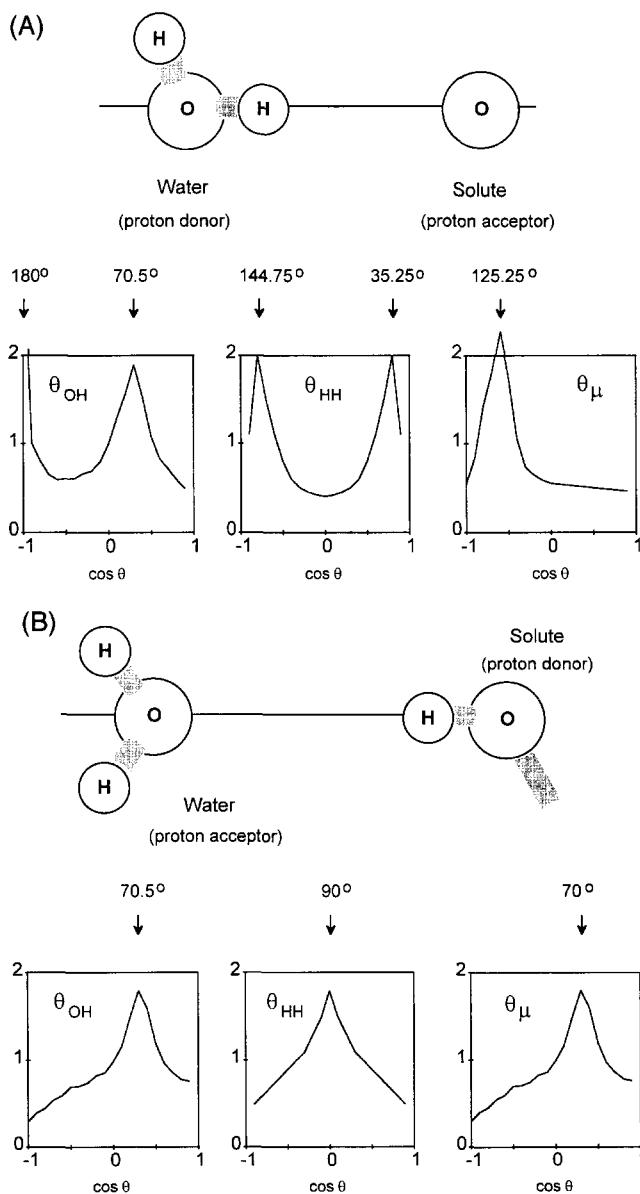 (A)
H
O H O
Water Solute
(proton donor) (proton acceptor)
180° 70.5° 144.75° 35.25° 125.25°
2 2 2
θOH θHH θμ
1 1 1
0 0 0
-1 0 1 -1 0 1 -1 0 1
cos θ cos θ cos θ
(B)
Solute
(proton donor)
H
O H O
H
Water
(proton acceptor)
70.5° 90° 70°
2 2 2
θOH θHH θμ
1 1 1
0 0 0
-1 0 1 -1 0 1 -1 0 1
cos θ cos θ cos θ